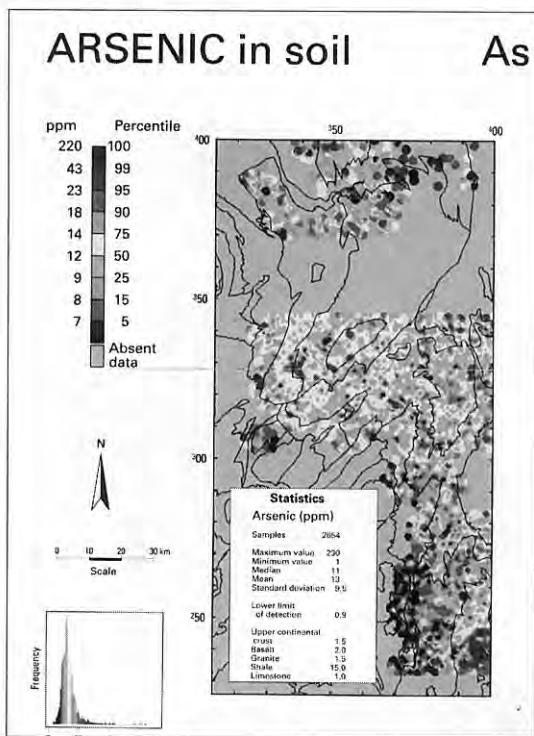 ARSENIC in soil As
ppm Percentile
220 100
43 99
23 95
18 90
14 75
12 50
9 25
8 15
7 5
Absent
data
N
0 10 20 30 km
Scale
Frequency
350 400
400
350
300
250
Statistics
Arsenic (ppm)
Samples 2654
Maximum value 230
Minimum value 1
Median 11
Mean 13
Standard deviation 9.5
Lower limit
of detection 0.9
Upper continental
crust 1.5
Basalt 2.0
Granite 1.5
Shale 15.0
Limestone 1.0